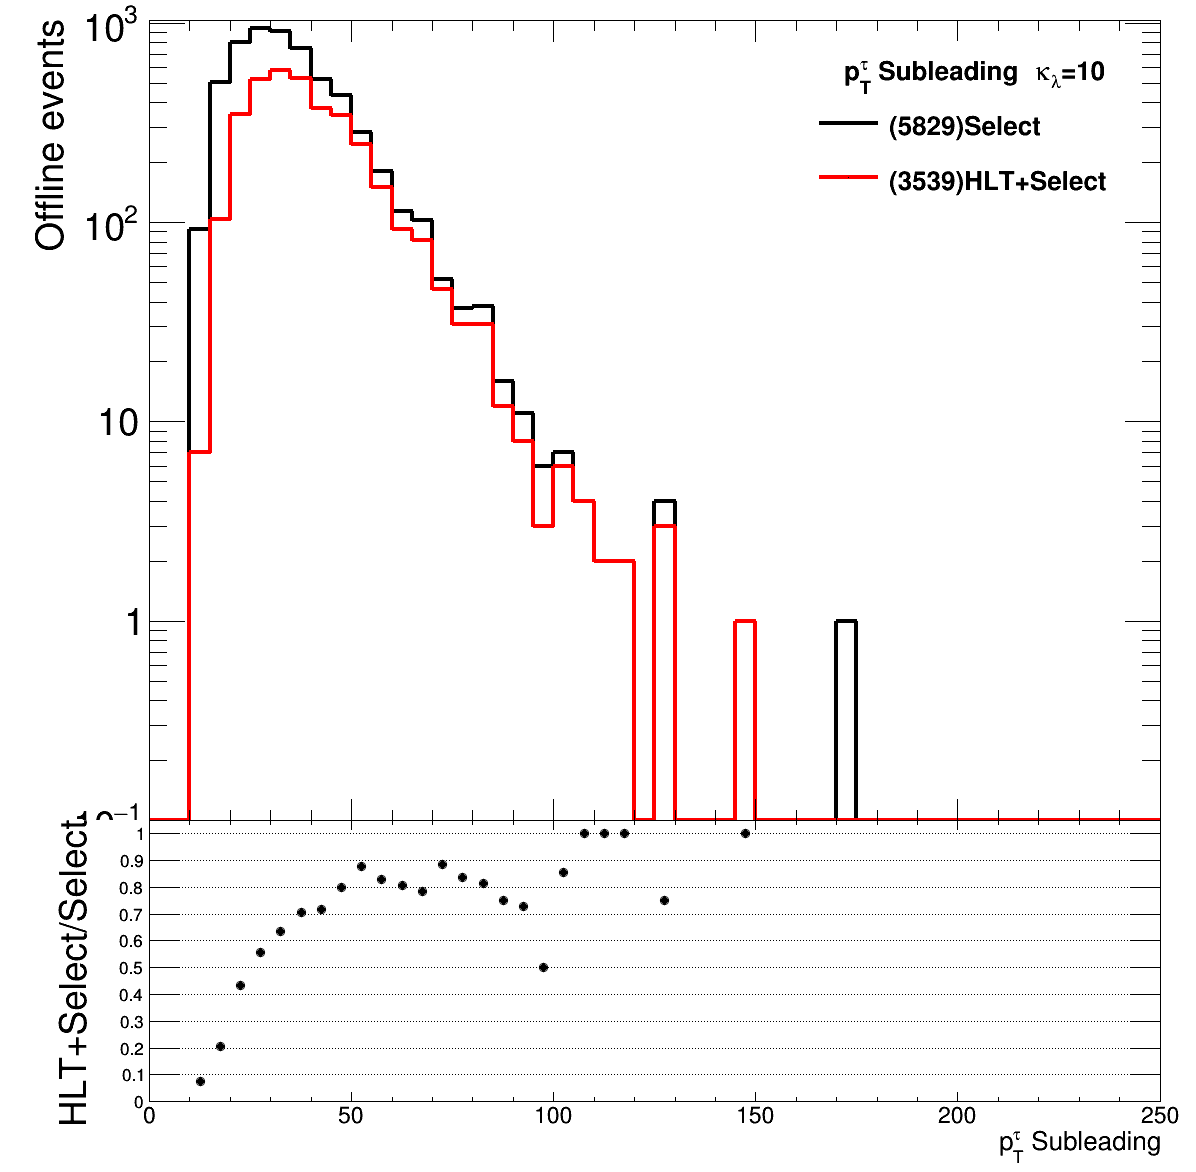 Offline events
10³
10²
10
1
p_T^τ Subleading κ_λ=10
(5829)Select
(3539)HLT+Select
HLT+Select/Select
1
0.9
0.8
0.7
0.6
0.5
0.4
0.3
0.2
0.1
0
0 50 100 150 200 250
p_T^τ Subleading